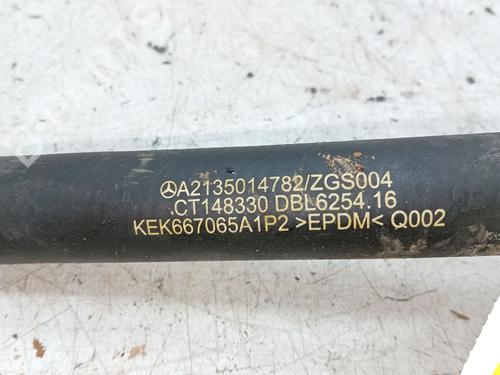 A2135014782/ZGS004
CT148330 DBL6254.16
KEK667065A1P2 >EPDM< Q002